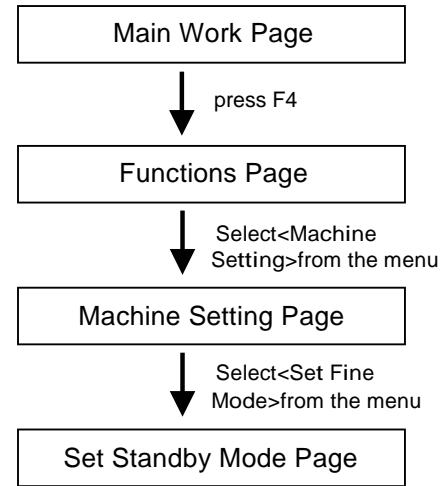 Main Work Page
press F4
Functions Page
Select<Machine
Setting>from the menu
Machine Setting Page
Select<Set Fine
Mode>from the menu
Set Standby Mode Page